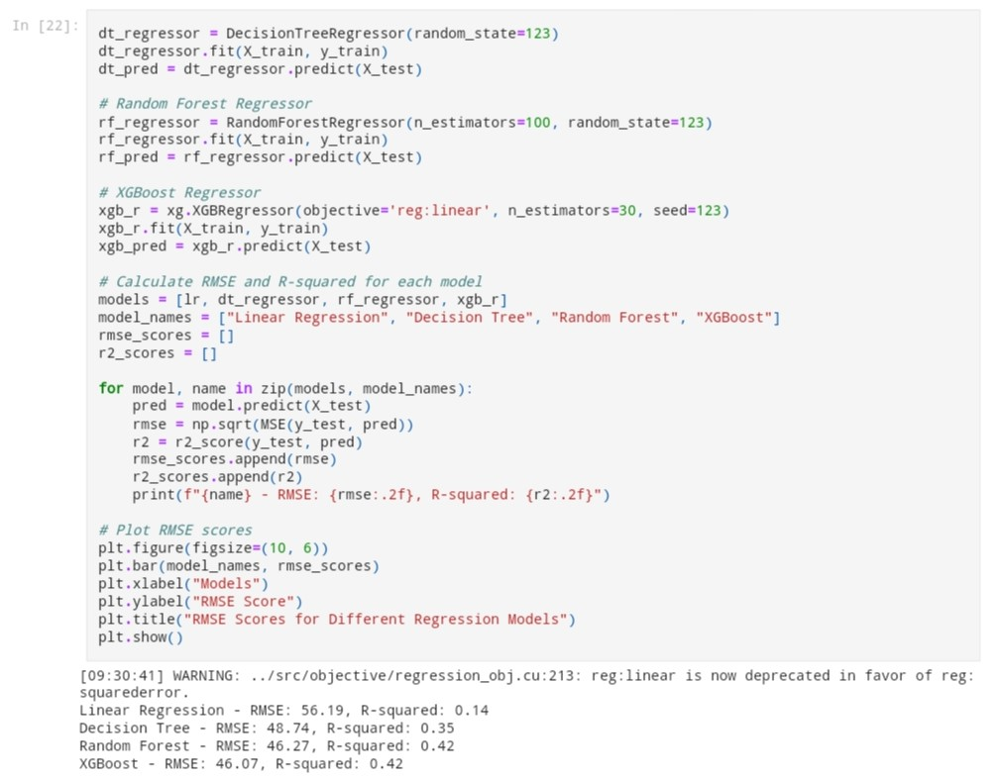 In [22]:
dt_regressor = DecisionTreeRegressor(random_state=123)
dt_regressor.fit(X_train, y_train)
dt_pred = dt_regressor.predict(X_test)

# Random Forest Regressor
rf_regressor = RandomForestRegressor(n_estimators=100, random_state=123)
rf_regressor.fit(X_train, y_train)
rf_pred = rf_regressor.predict(X_test)

# XGBoost Regressor
xgb_r = xg.XGBRegressor(objective='reg:linear', n_estimators=30, seed=123)
xgb_r.fit(X_train, y_train)
xgb_pred = xgb_r.predict(X_test)

# Calculate RMSE and R-squared for each model
models = [lr, dt_regressor, rf_regressor, xgb_r]
model_names = ["Linear Regression", "Decision Tree", "Random Forest", "XGBoost"]
rmse_scores = []
r2_scores = []

for model, name in zip(models, model_names):
    pred = model.predict(X_test)
    rmse = np.sqrt(MSE(y_test, pred))
    r2 = r2_score(y_test, pred)
    rmse_scores.append(rmse)
    r2_scores.append(r2)
    print(f"{name} - RMSE: {rmse:.2f}, R-squared: {r2:.2f}")

# Plot RMSE scores
plt.figure(figsize=(10, 6))
plt.bar(model_names, rmse_scores)
plt.xlabel("Models")
plt.ylabel("RMSE Score")
plt.title("RMSE Scores for Different Regression Models")
plt.show()

[09:30:41] WARNING: ../src/objective/regression_obj.cu:213: reg:linear is now deprecated in favor of reg:
squarederror.
Linear Regression - RMSE: 56.19, R-squared: 0.14
Decision Tree - RMSE: 48.74, R-squared: 0.35
Random Forest - RMSE: 46.27, R-squared: 0.42
XGBoost - RMSE: 46.07, R-squared: 0.42